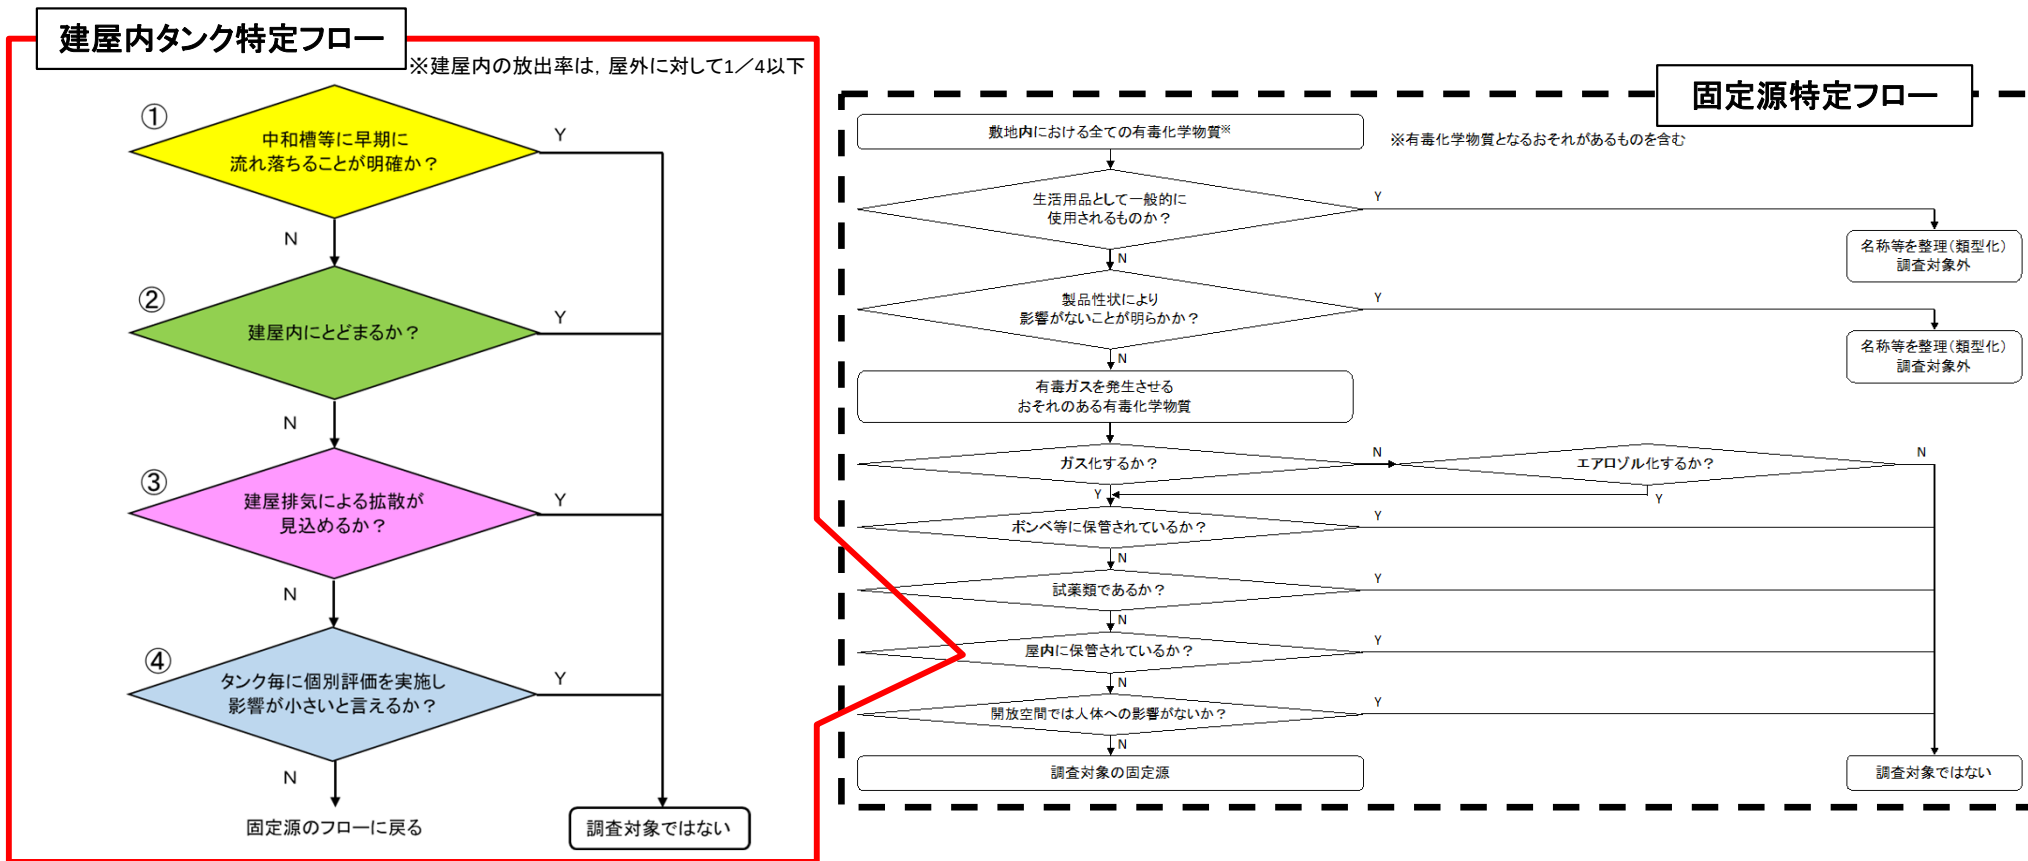 建屋内タンク特定フロー
※建屋内の放出率は，屋外に対して1／4以下
①
中和槽等に早期に
流れ落ちることが明確か？
Y
N
②
建屋内にとどまるか？
Y
N
③
建屋排気による拡散が
見込めるか？
Y
N
④
タンク毎に個別評価を実施し
影響が小さいと言えるか？
Y
N
固定源のフローに戻る
調査対象ではない
固定源特定フロー
敷地内における全ての有毒化学物質※
※有毒化学物質となるおそれがあるものを含む
生活用品として一般的に
使用されるものか？
Y
N
名称等を整理（類型化）
調査対象外
製品性状により
影響がないことが明らかか？
Y
N
名称等を整理（類型化）
調査対象外
有毒ガスを発生させる
おそれのある有毒化学物質
ガス化するか？
N
Y
エアロゾル化するか？
N
Y
ボンベ等に保管されているか？
Y
N
試薬類であるか？
Y
N
屋内に保管されているか？
Y
N
開放空間では人体への影響がないか？
Y
N
調査対象の固定源
調査対象ではない